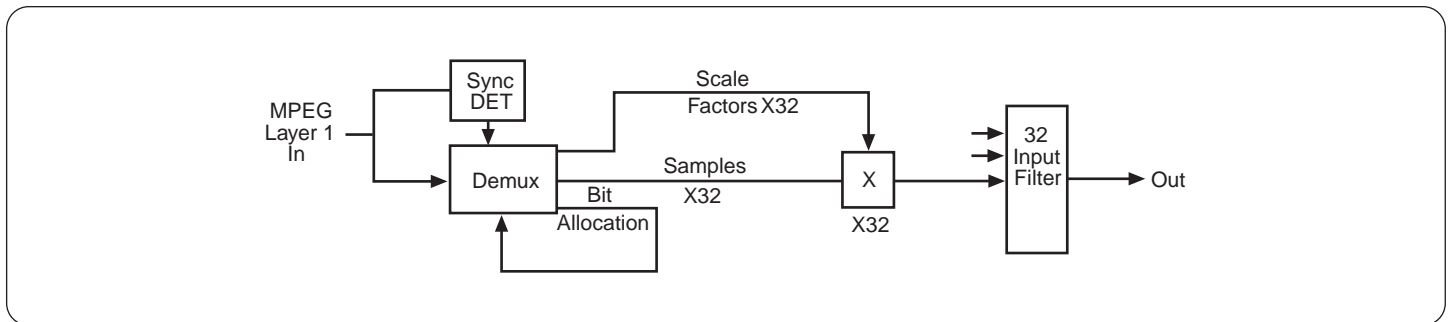 MPEG
Layer 1
In
Sync
DET
Demux
Scale
Factors X32
Samples
X32
Bit
Allocation
X
X32
32
Input
Filter
Out